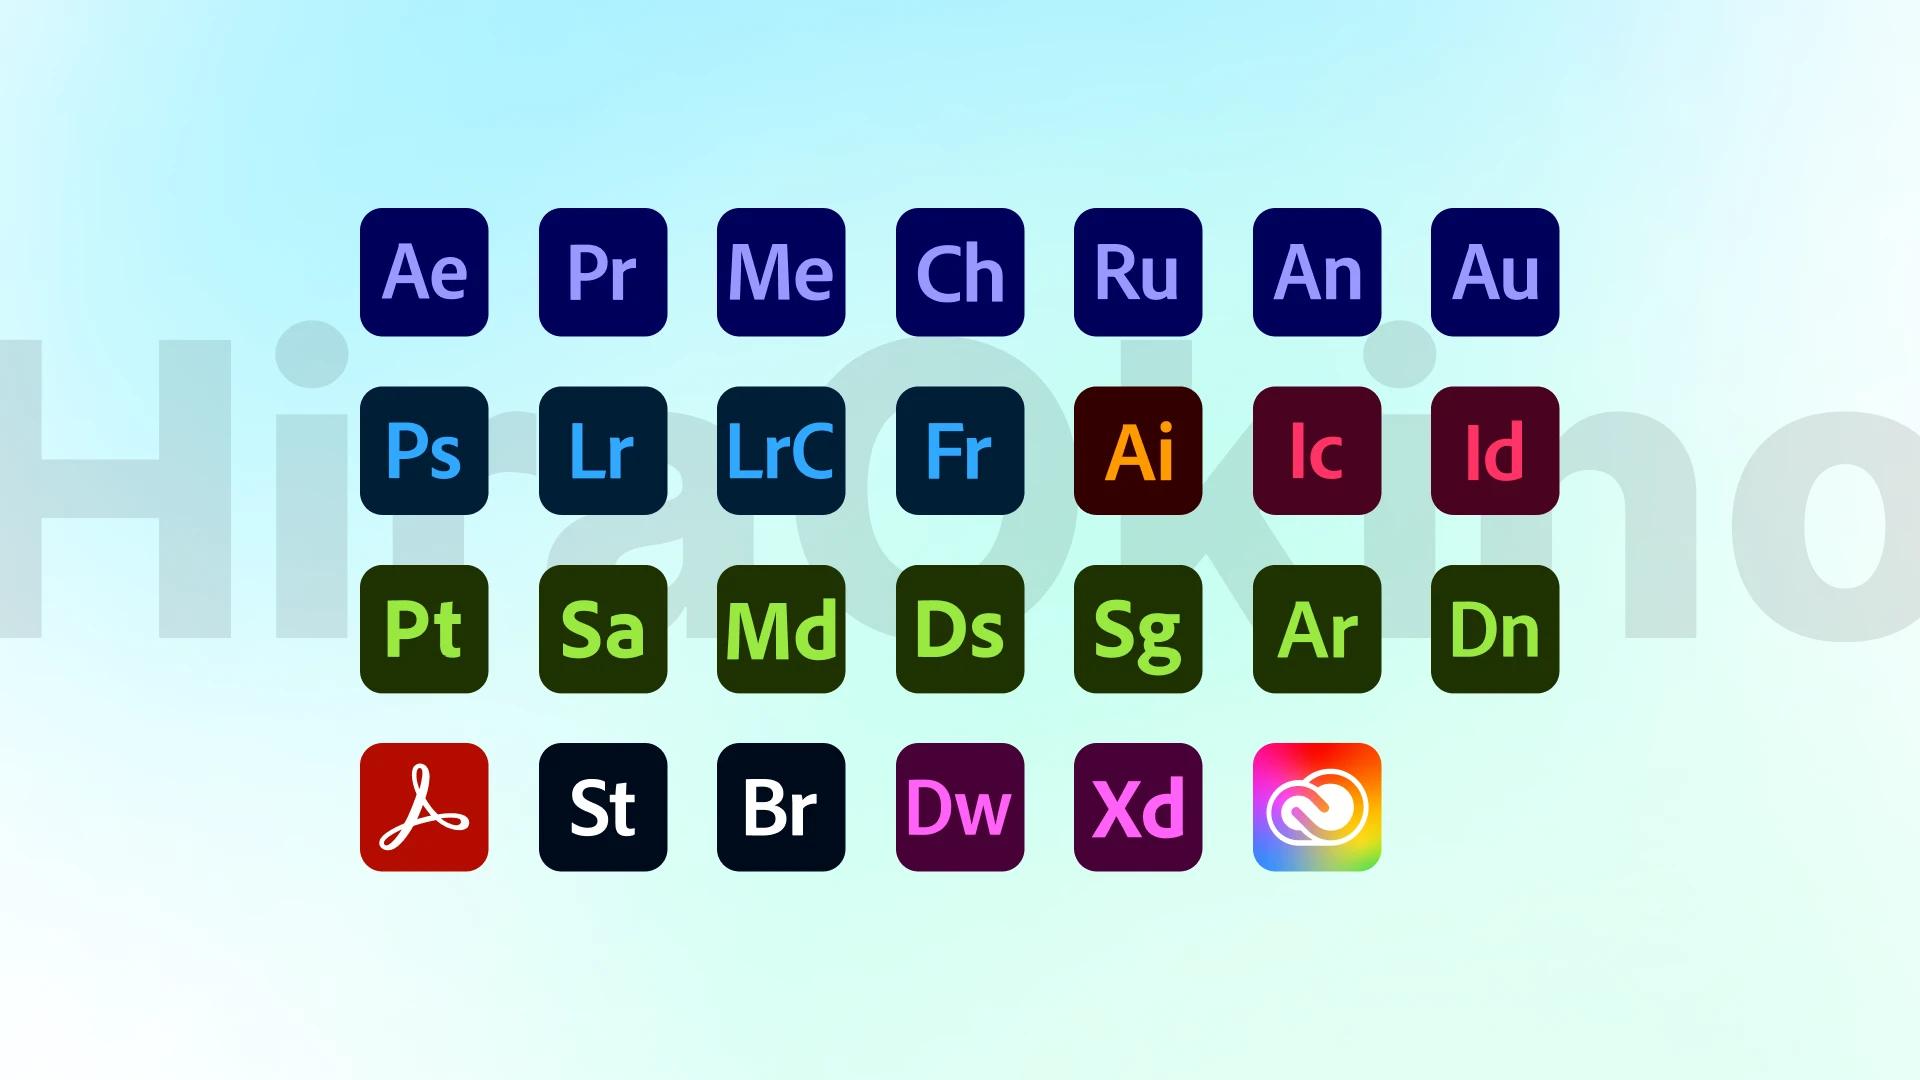 Ae Pr Me Ch Ru An Au
HiraOkino
Ps Lr LrC Fr Ai Ic Id
Pt Sa Md Ds Sg Ar Dn
St Br Dw Xd